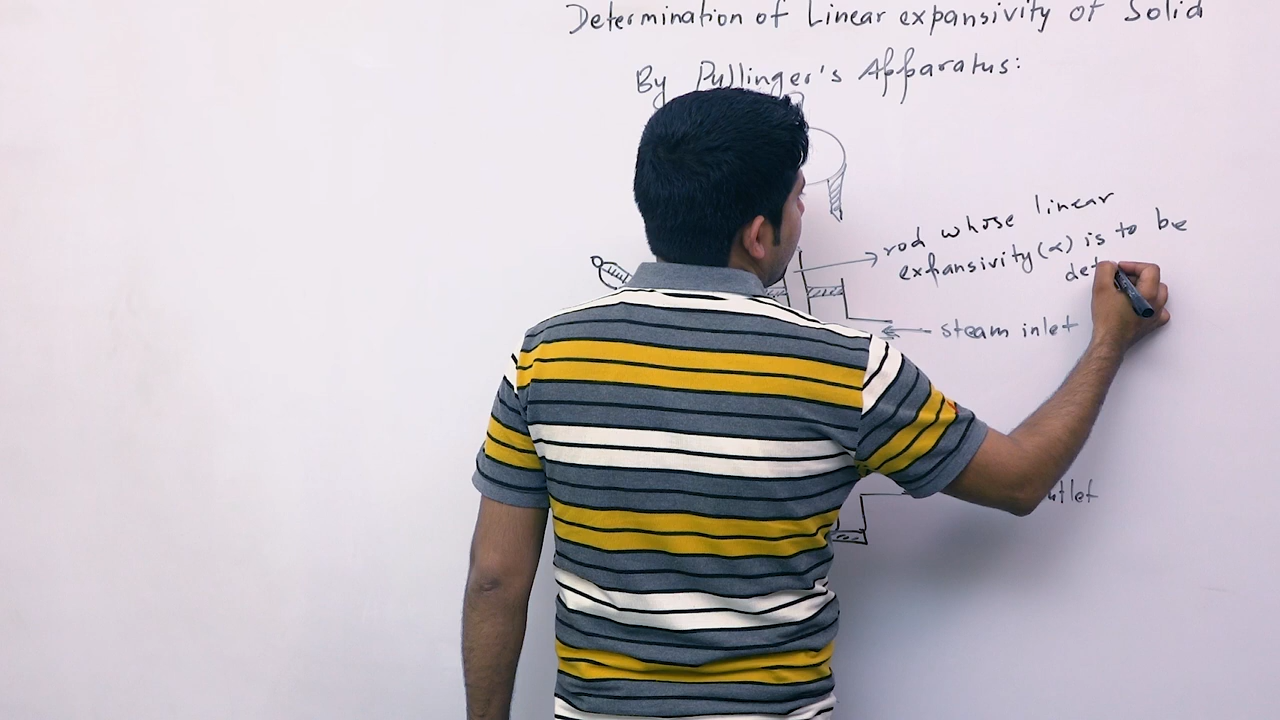 Determination of Linear expansivity of Solid
By Pullinger's Apparatus:
rod whose linear
expansivity (α) is to be
det
steam inlet
utlet